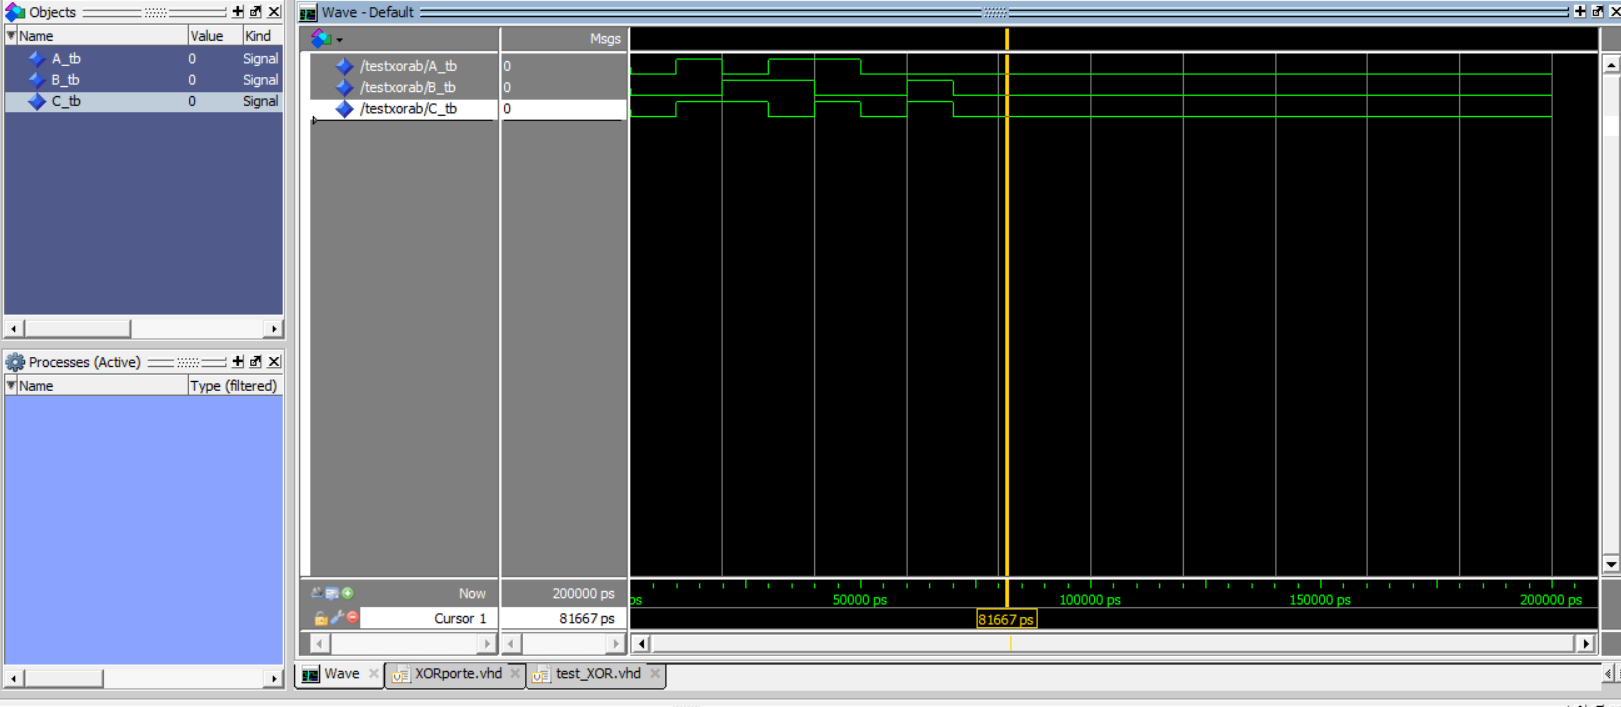 Objects
Name Value Kind
A_tb 0 Signal
B_tb 0 Signal
C_tb 0 Signal
Processes (Active)
Name Type (filtered)
Wave - Default
Msgs
/testxorab/A_tb 0
/testxorab/B_tb 0
/testxorab/C_tb 0
Now 200000 ps
ps 50000 ps 100000 ps 150000 ps 200000 ps
Cursor 1 81667 ps
81667 ps
Wave XORporte.vhd test_XOR.vhd